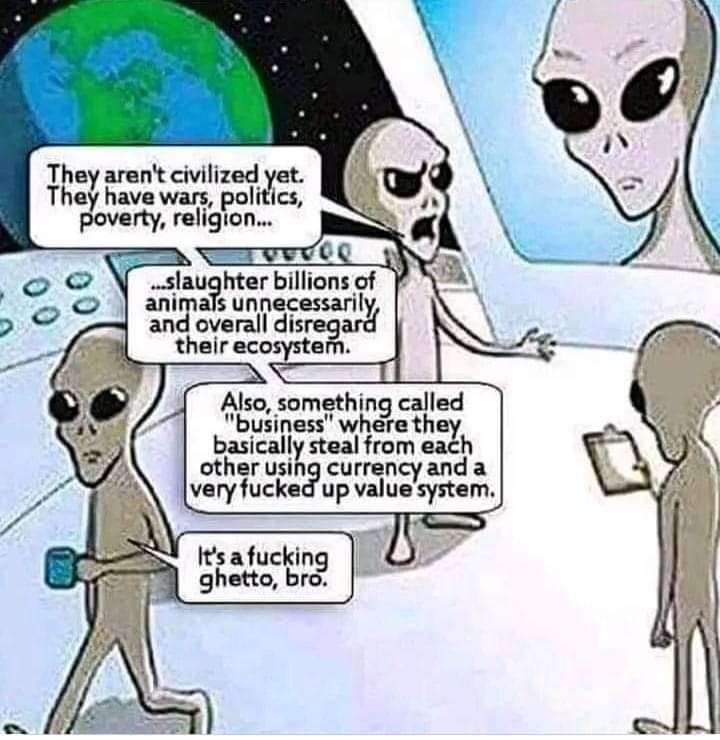 They aren't civilized yet.
They have wars, politics,
poverty, religion...
...slaughter billions of
animals unnecessarily,
and overall disregard
their ecosystem.
Also, something called
"business" where they
basically steal from each
other using currency and a
very fucked up value system.
It's a fucking
ghetto, bro.